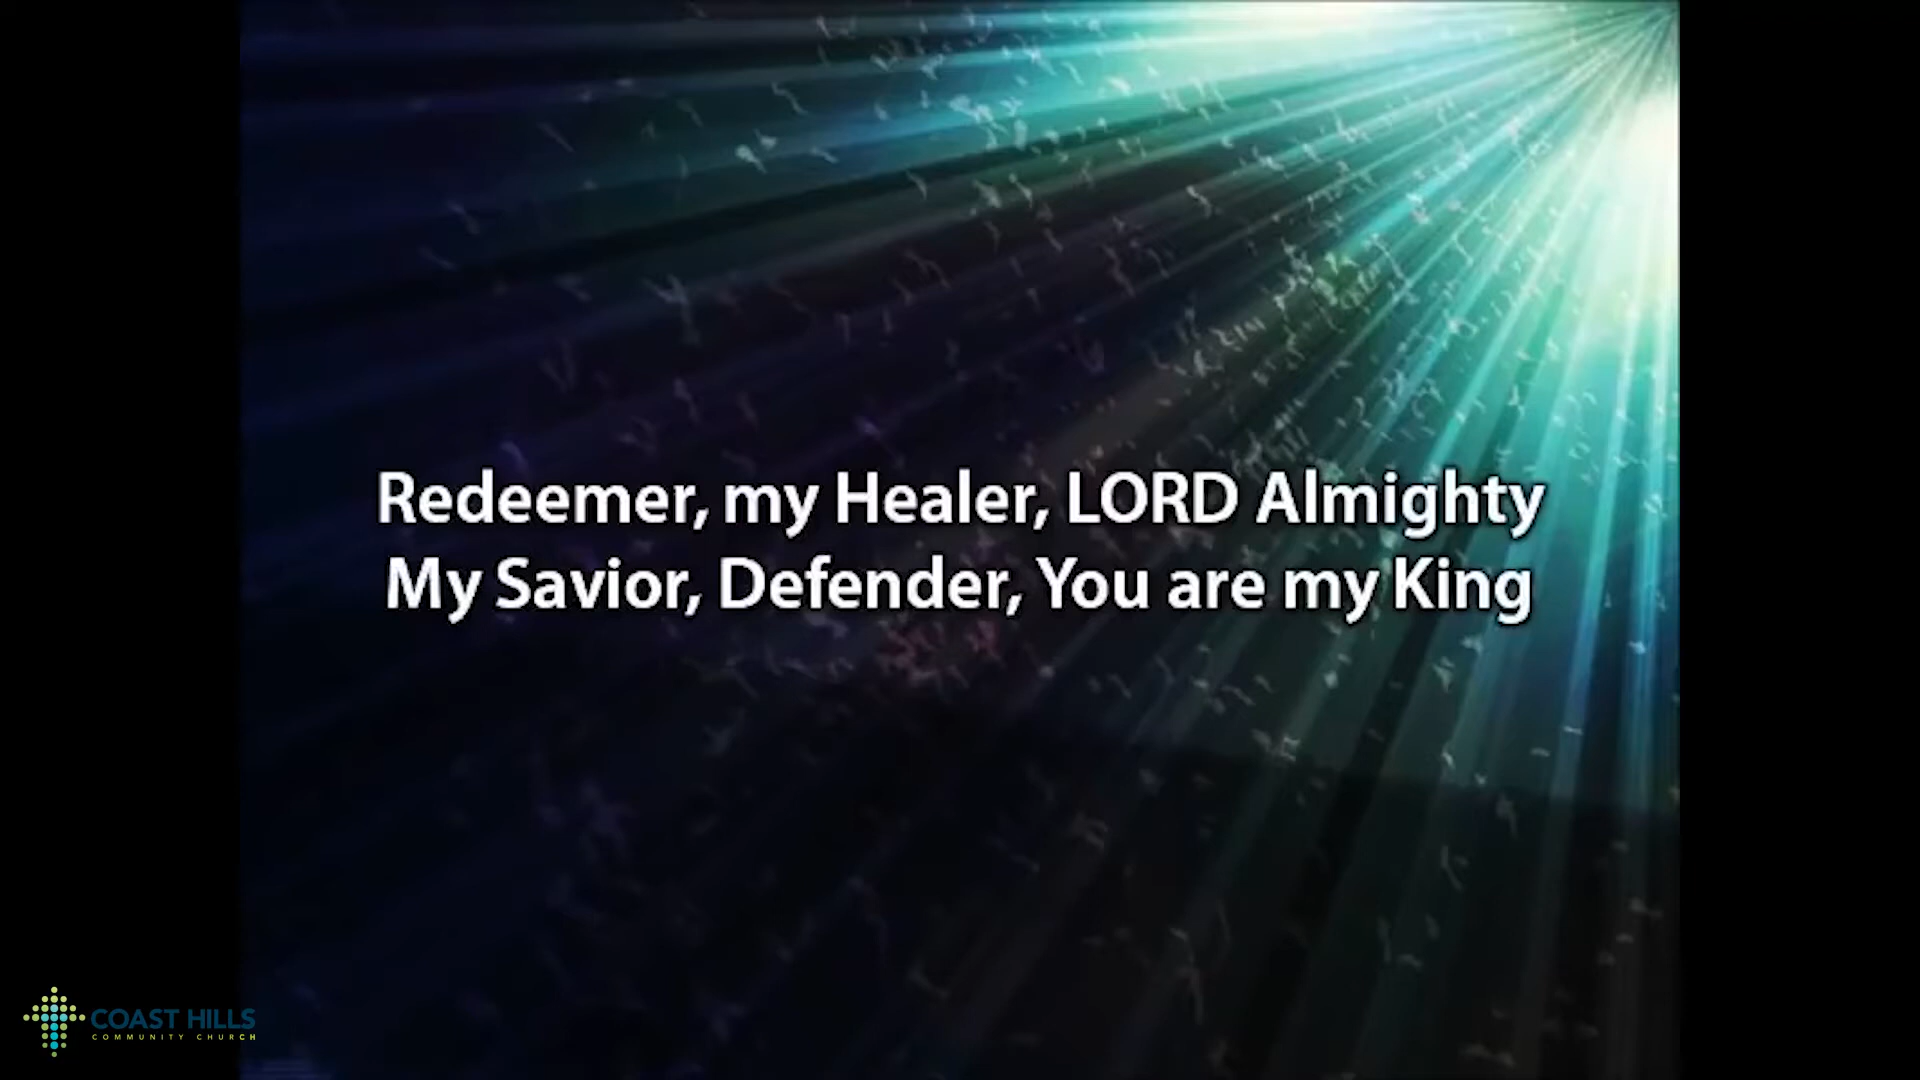 Redeemer, my Healer, LORD Almighty
My Savior, Defender, You are my King
COAST HILLS
COMMUNITY CHURCH